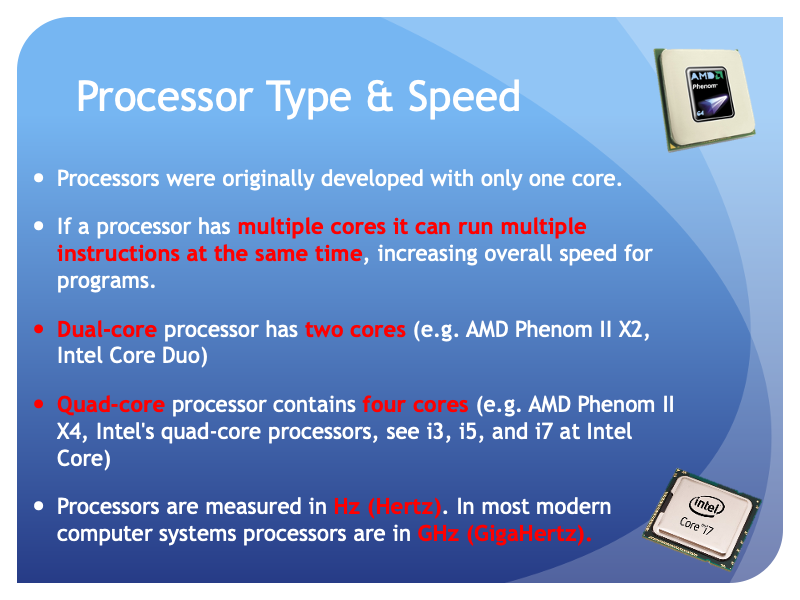 Processor Type & Speed
AMD
Phenom™
64
• Processors were originally developed with only one core.
• If a processor has multiple cores it can run multiple
instructions at the same time, increasing overall speed for
programs.
• Dual-core processor has two cores (e.g. AMD Phenom II X2,
Intel Core Duo)
• Quad-core processor contains four cores (e.g. AMD Phenom II
X4, Intel's quad-core processors, see i3, i5, and i7 at Intel
Core)
• Processors are measured in Hz (Hertz). In most modern
computer systems processors are in GHz (GigaHertz).
intel
Core™ i7